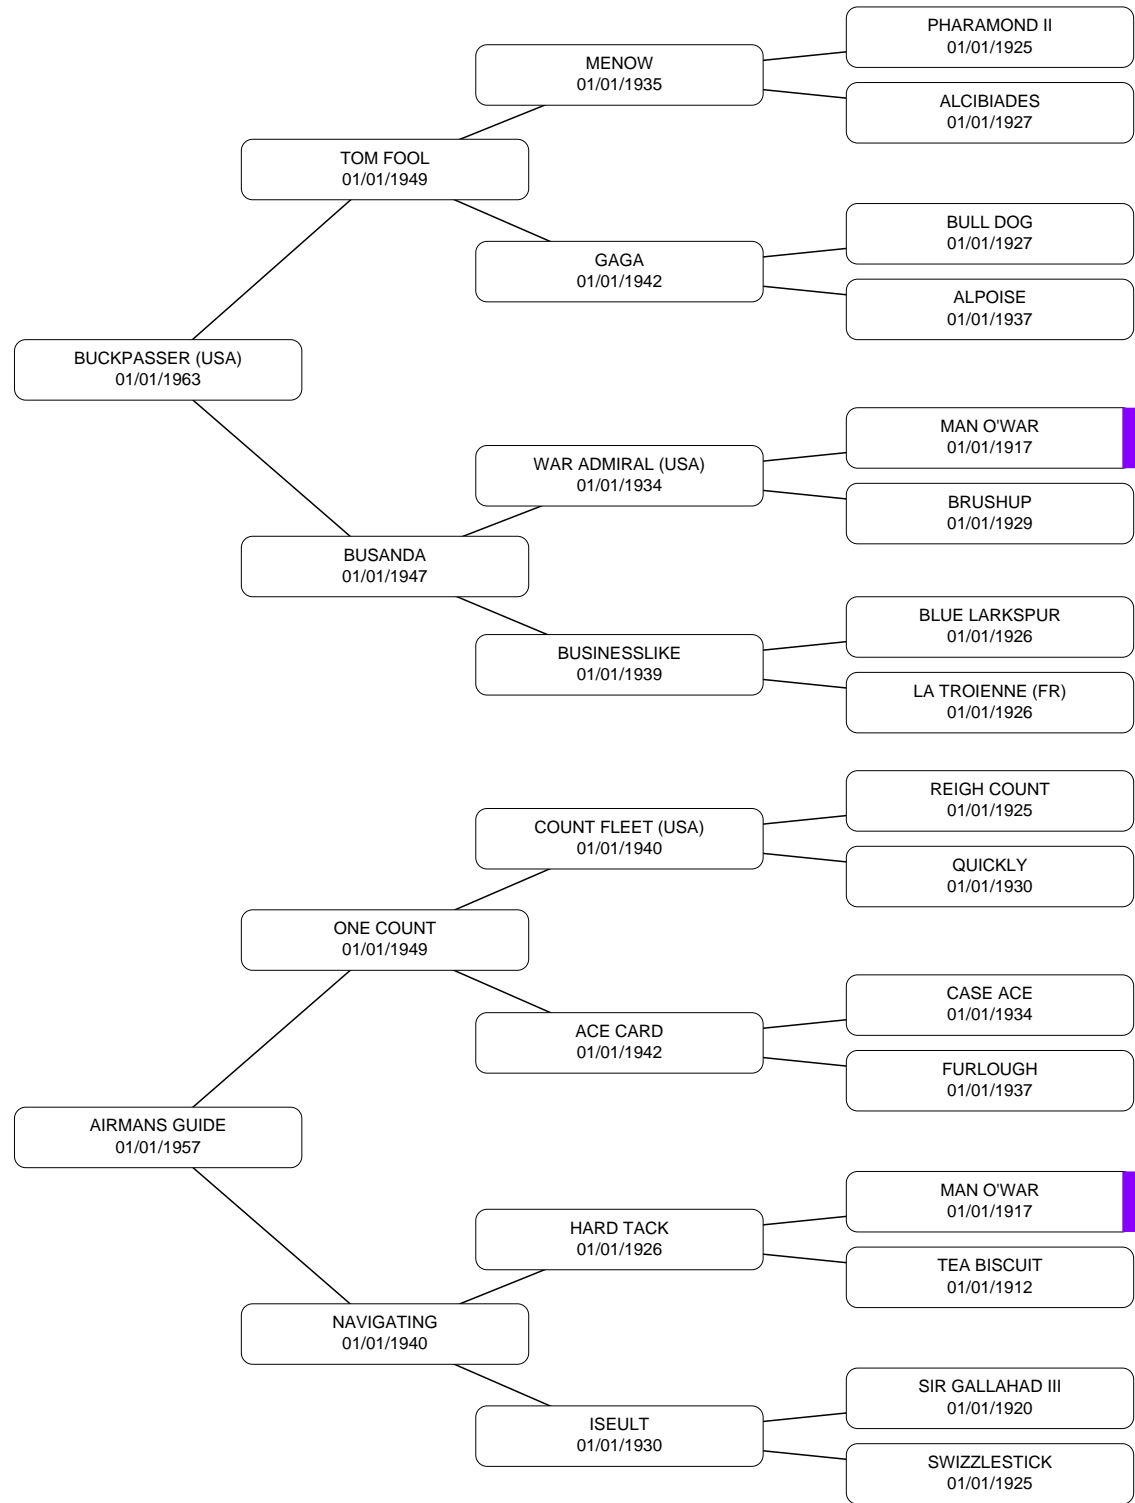 PHARAMOND II
01/01/1925
MENOW
01/01/1935
ALCIBIADES
01/01/1927
TOM FOOL
01/01/1949
BULL DOG
01/01/1927
GAGA
01/01/1942
ALPOISE
01/01/1937
BUCKPASSER (USA)
01/01/1963
MAN O'WAR
01/01/1917
WAR ADMIRAL (USA)
01/01/1934
BRUSHUP
01/01/1929
BUSANDA
01/01/1947
BLUE LARKSPUR
01/01/1926
BUSINESSLIKE
01/01/1939
LA TROIENNE (FR)
01/01/1926
REIGH COUNT
01/01/1925
COUNT FLEET (USA)
01/01/1940
QUICKLY
01/01/1930
ONE COUNT
01/01/1949
CASE ACE
01/01/1934
ACE CARD
01/01/1942
FURLOUGH
01/01/1937
AIRMANS GUIDE
01/01/1957
MAN O'WAR
01/01/1917
HARD TACK
01/01/1926
TEA BISCUIT
01/01/1912
NAVIGATING
01/01/1940
SIR GALLAHAD III
01/01/1920
ISEULT
01/01/1930
SWIZZLESTICK
01/01/1925